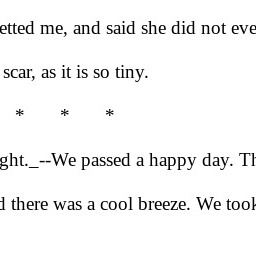 etted me, and said she did not eve
scar, as it is so tiny.
* * *
ght._--We passed a happy day. Th
d there was a cool breeze. We took